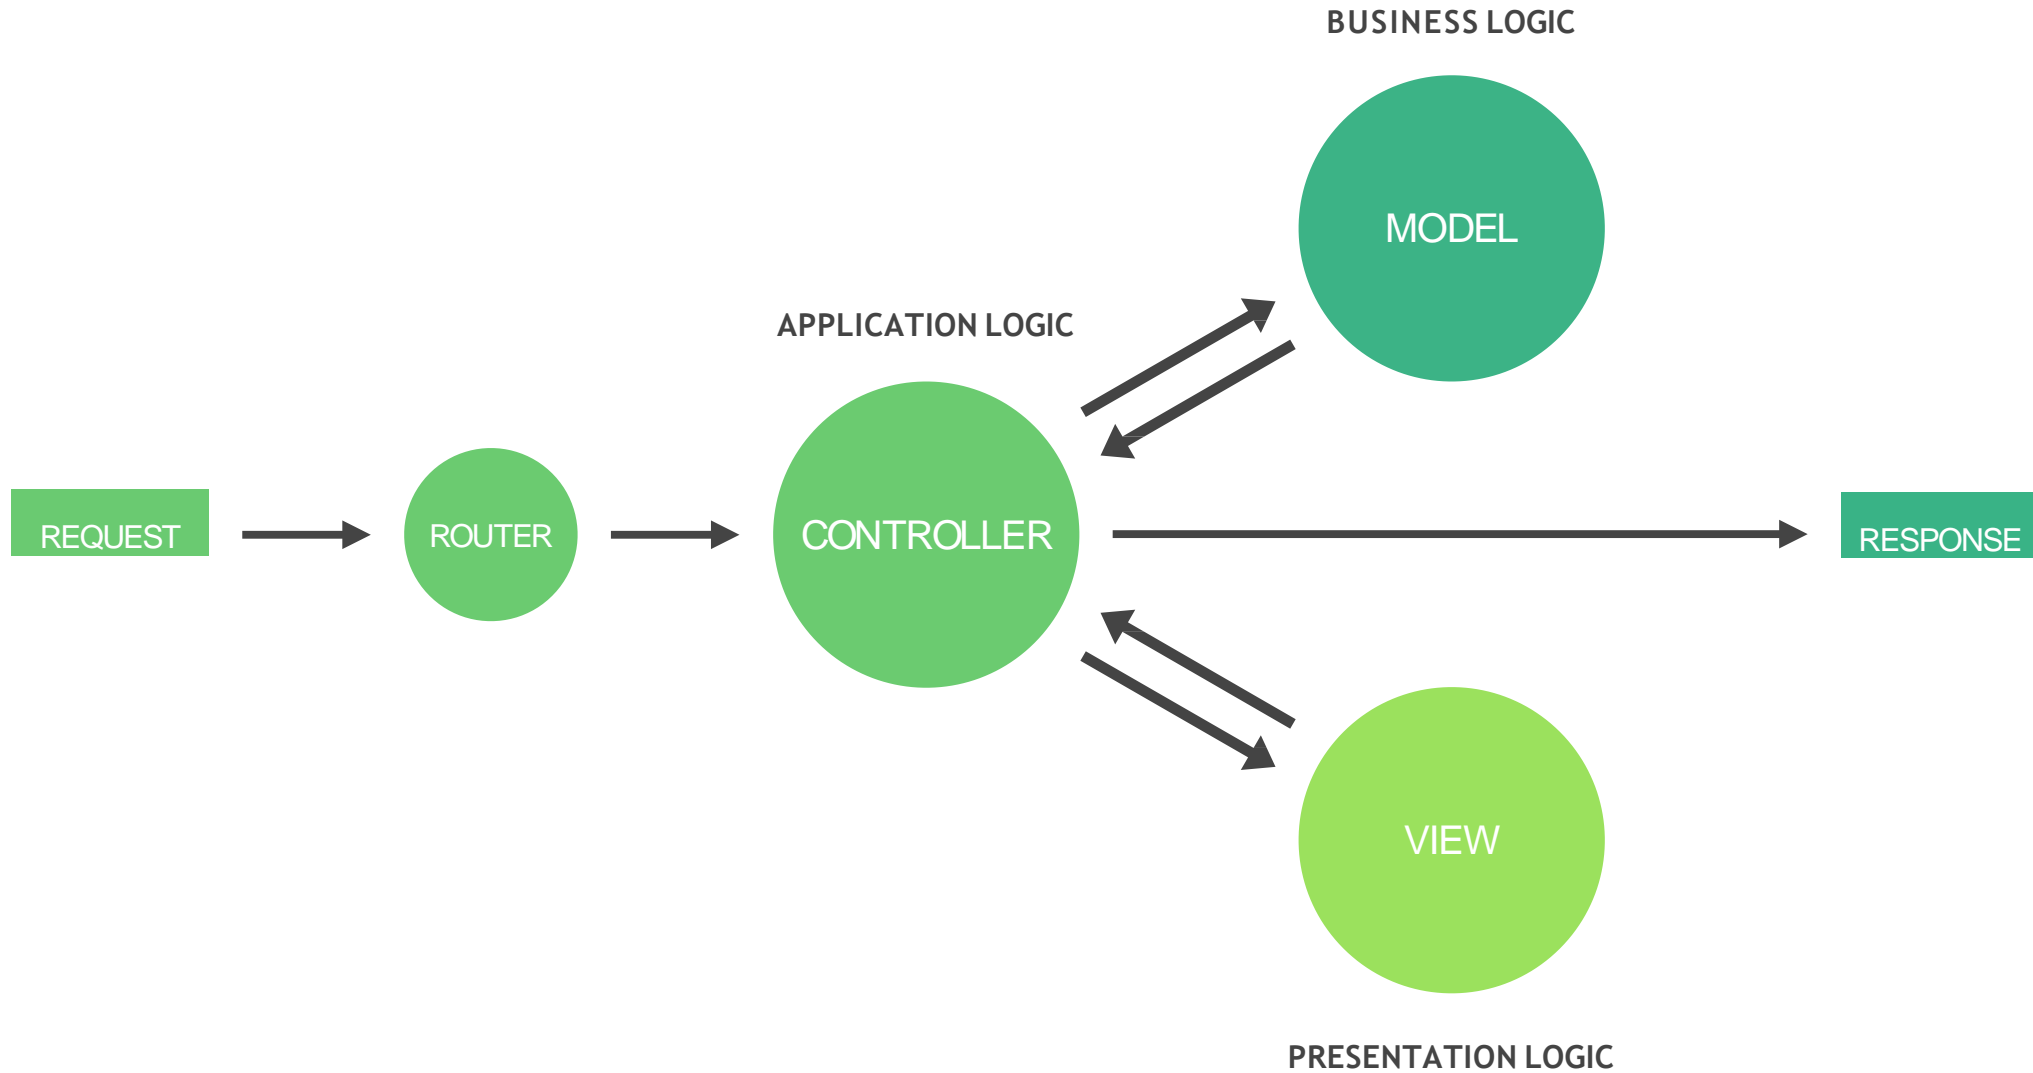 BUSINESS LOGIC
MODEL
APPLICATION LOGIC
REQUEST
ROUTER
CONTROLLER
RESPONSE
VIEW
PRESENTATION LOGIC